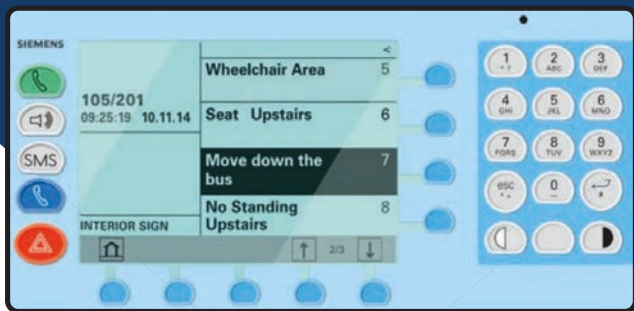 SIEMENS
<
Wheelchair Area 5
105/201
09:25:19 10.11.14
Seat Upstairs 6
Move down the 7
bus
No Standing 8
Upstairs
INTERIOR SIGN
2/3
SMS
1
2 ABC
3 DEF
4 GHI
5 JKL
6 MNO
7 PQRS
8 TUV
9 WXYZ
esc
0
#